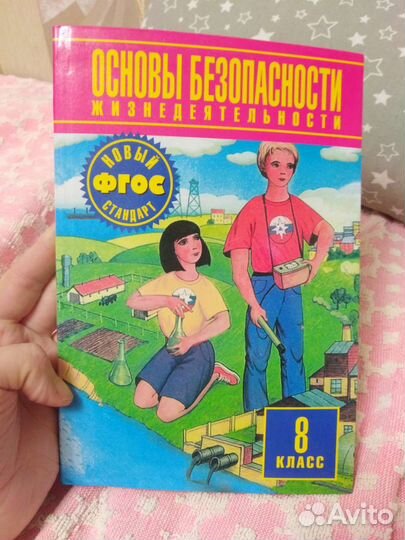 ОСНОВЫ БЕЗОПАСНОСТИ
ЖИЗНЕДЕЯТЕЛЬНОСТИ
НОВЫЙ
ФГОС
СТАНДАРТ
8
КЛАСС
Avito